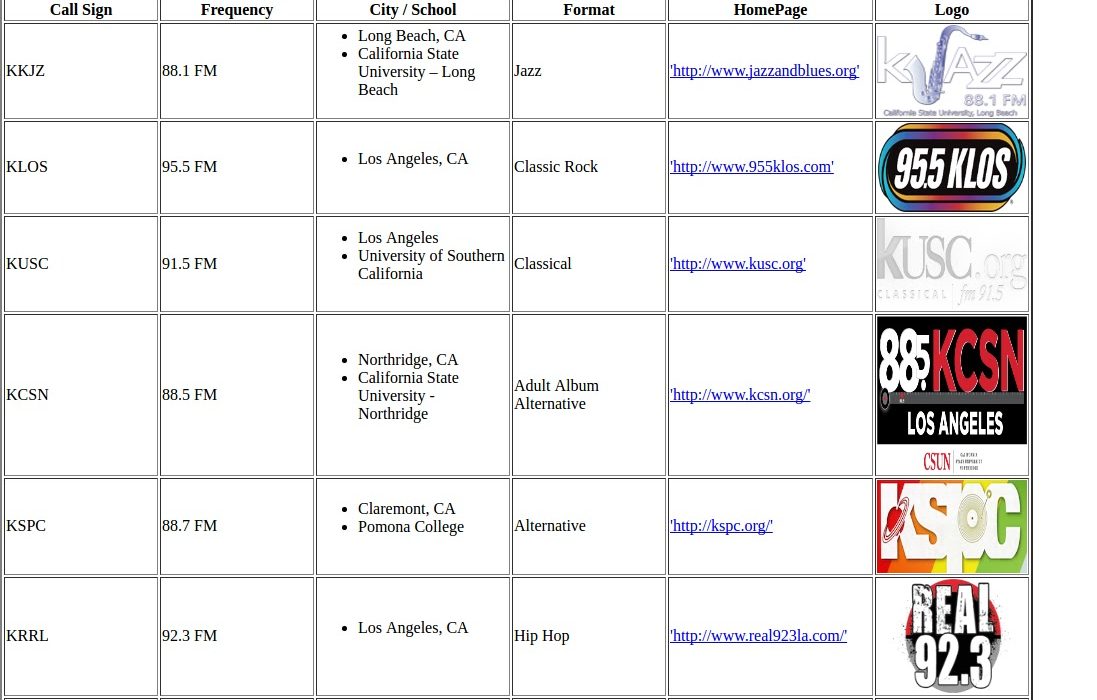 Call Sign Frequency City / School Format HomePage Logo
KKJZ 88.1 FM
Long Beach, CA
California State
University – Long
Beach
Jazz 'http://www.jazzandblues.org'
KJAZZ
88.1 FM
California State University, Long Beach
KLOS 95.5 FM
Los Angeles, CA
Classic Rock 'http://www.955klos.com'
95.5 KLOS
KUSC 91.5 FM
Los Angeles
University of Southern
California
Classical 'http://www.kusc.org'
kUSC.org
CLASSICAL fm 91.5
KCSN 88.5 FM
Northridge, CA
California State
University -
Northridge
Adult Album
Alternative
'http://www.kcsn.org/'
88.5 KCSN
LOS ANGELES
CSUN
KSPC 88.7 FM
Claremont, CA
Pomona College
Alternative 'http://kspc.org/'
KSPC
KRRL 92.3 FM
Los Angeles, CA
Hip Hop 'http://www.real923la.com/'
REAL
92.3